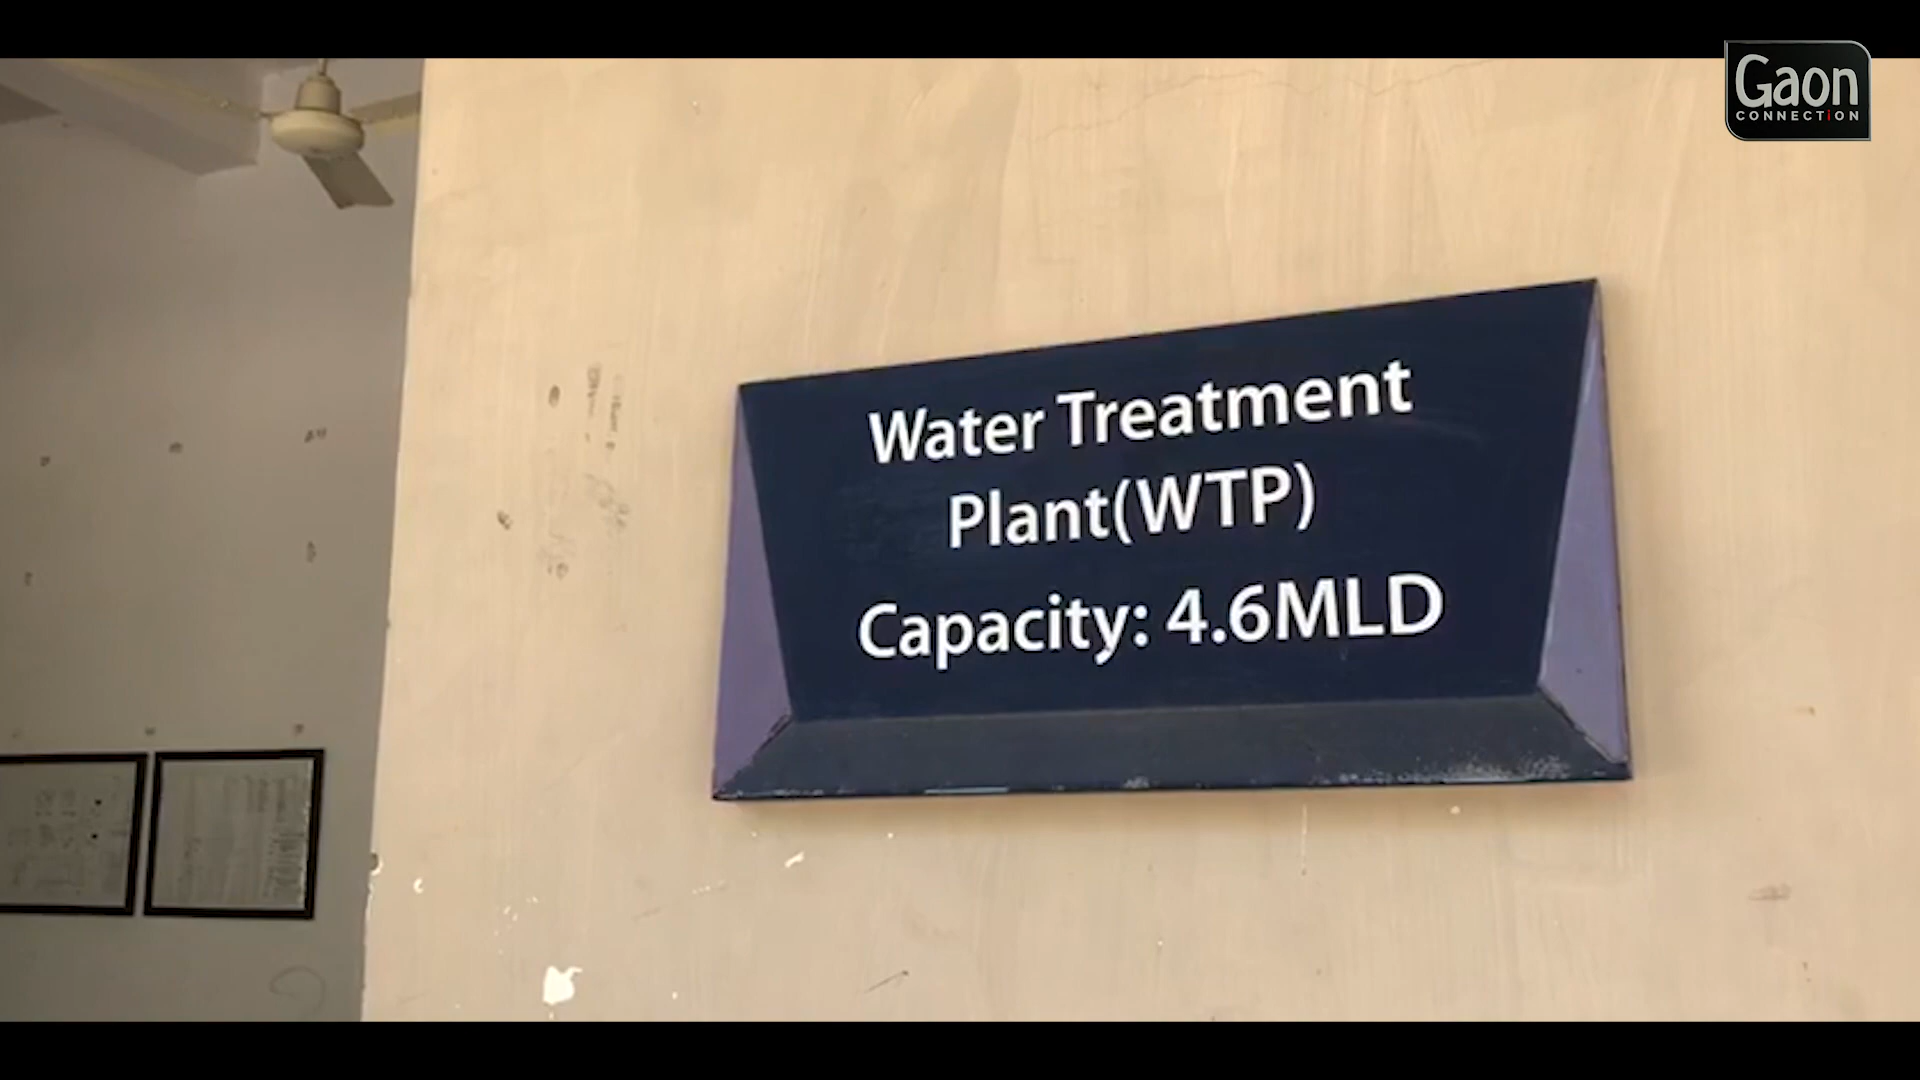 Gaon
CONNECTION
Water Treatment
Plant(WTP)
Capacity: 4.6MLD